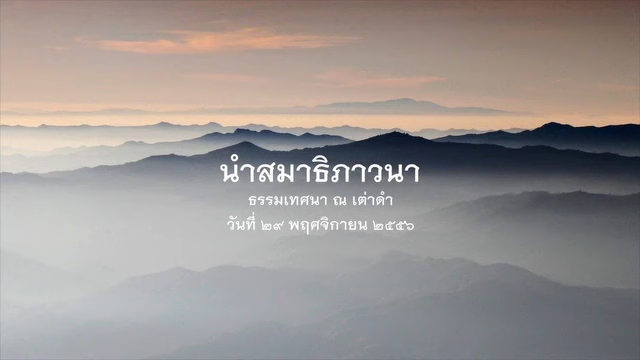 นำสมาธิภาวนา
ธรรมเทศนา ณ เต่าดำ
วันที่ ๒๙ พฤศจิกายน ๒๕๕๖